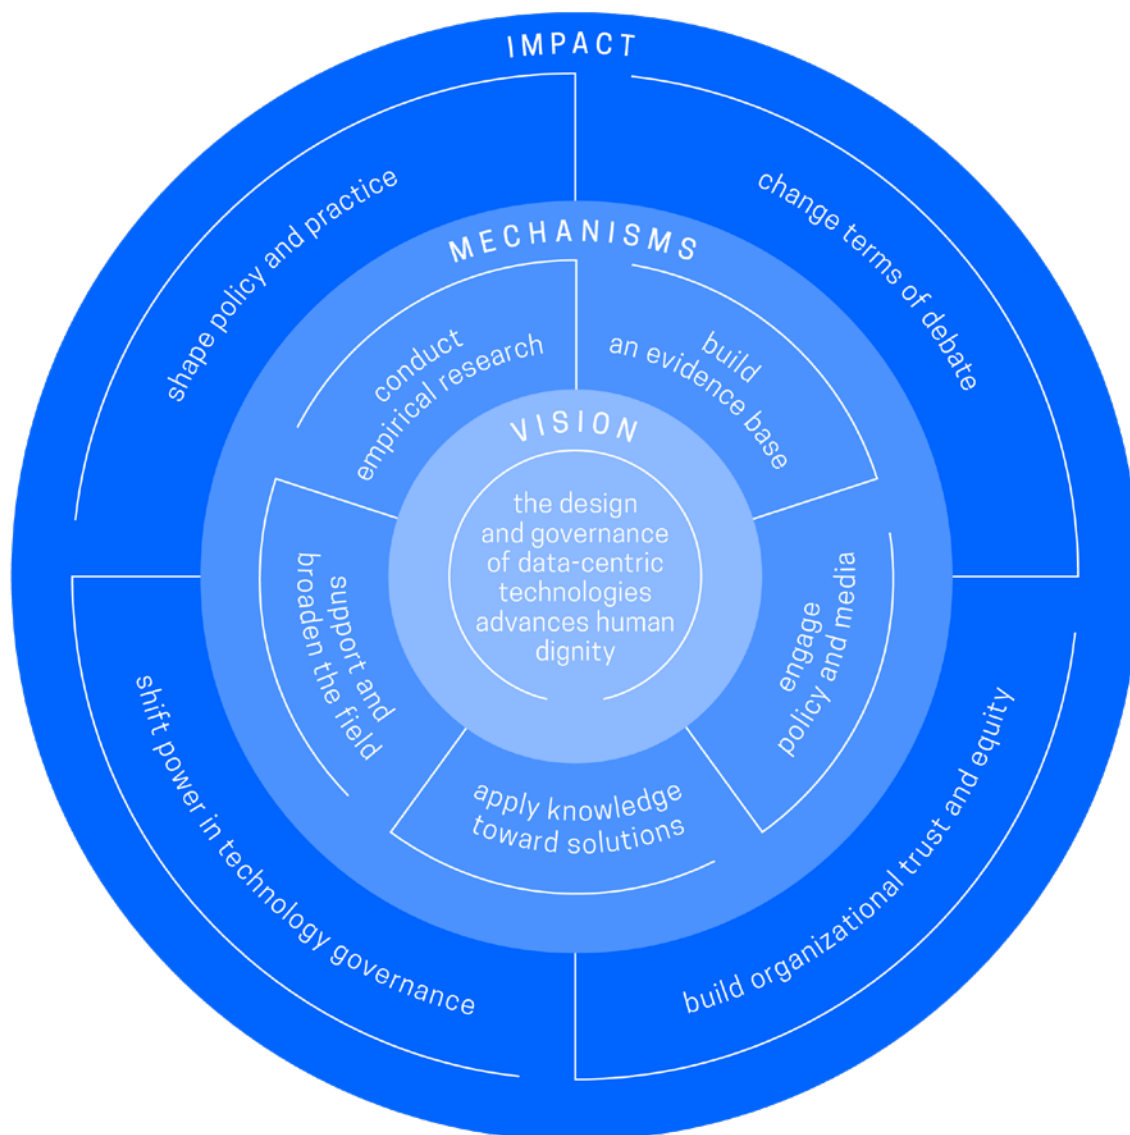 IMPACT
shape policy and practice
change terms of debate
build organizational trust and equity
shift power in technology governance
MECHANISMS
conduct
empirical research
build
an evidence base
engage
policy and media
apply knowledge
toward solutions
support and
broaden the field
VISION
the design
and governance
of data-centric
technologies
advances human
dignity